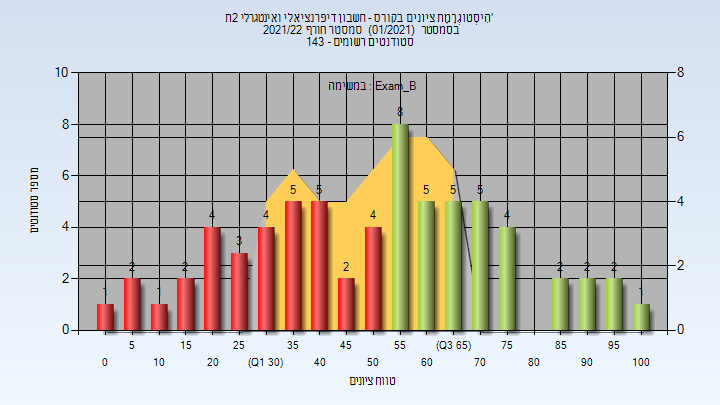 'הִיסְטוֹגְרָמַת ציונים בקורס - חשבון דיפרנציאלי ואינטגרלי 2ת
בסמסטר (01/2021) סמסטר חורף 2021/22
סטודנטים רשומים - 143
במשימה : Exam_B
מספר סטודנטים
10 8 6 4 2 0
8 6 4 2 0
1 2 1 2 4 3 4 5 5 2 4 8 5 5 5 4 2 2 2 1
5 15 25 35 45 55 (Q3 65) 75 85 95
0 10 20 (Q1 30) 40 50 60 70 80 90 100
טווח ציונים